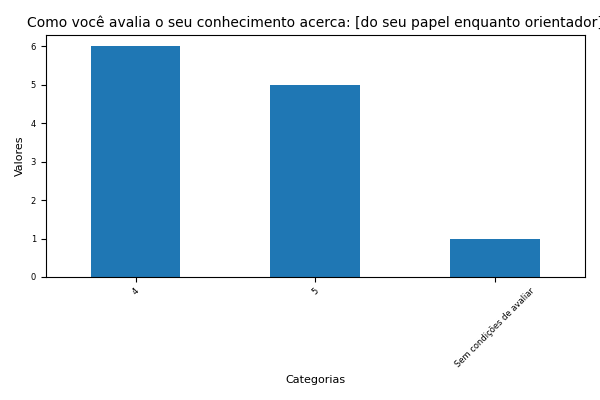 Como você avalia o seu conhecimento acerca: [do seu papel enquanto orientador]
Valores
6
5
4
3
2
1
0
4
5
Sem condições de avaliar
Categorias